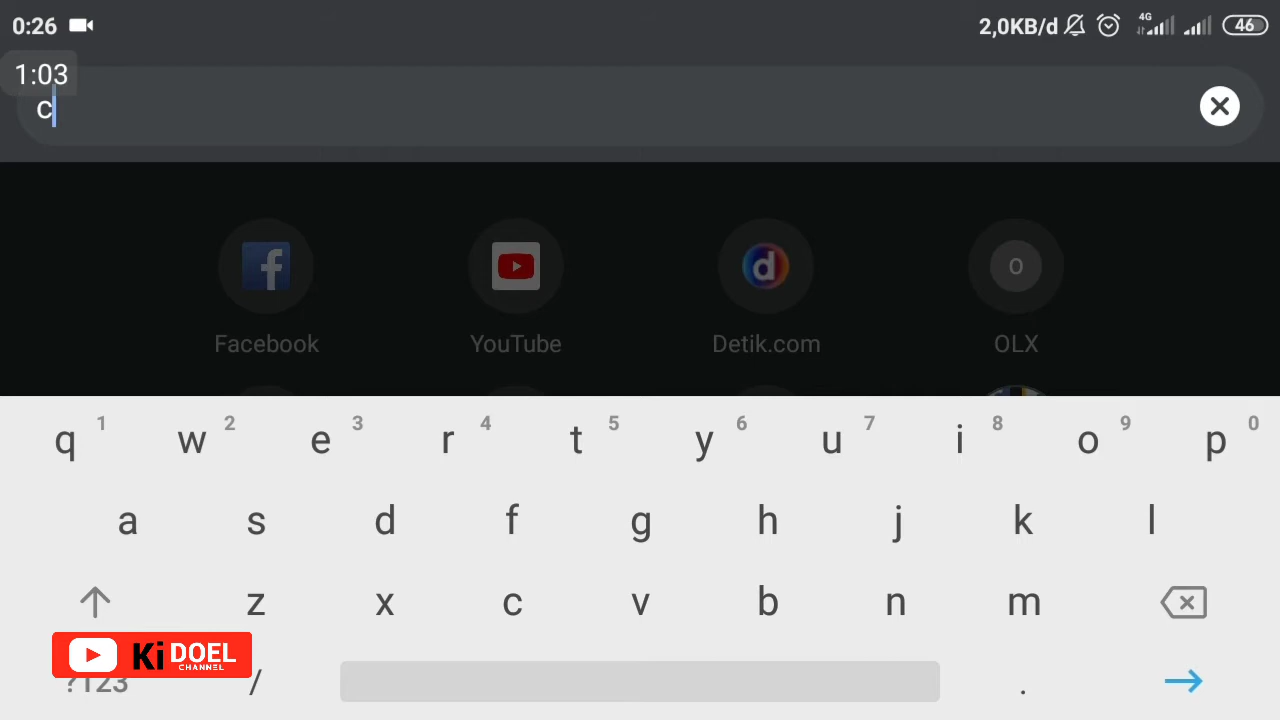 0:26 2,0KB/d 4G 46
1:03
c
Facebook YouTube Detik.com OLX
d O
q 1 w 2 e 3 r 4 t 5 y 6 u 7 i 8 o 9 p 0
a s d f g h j k l
z x c v b n m
Ki DOEL
CHANNEL
?123 / .